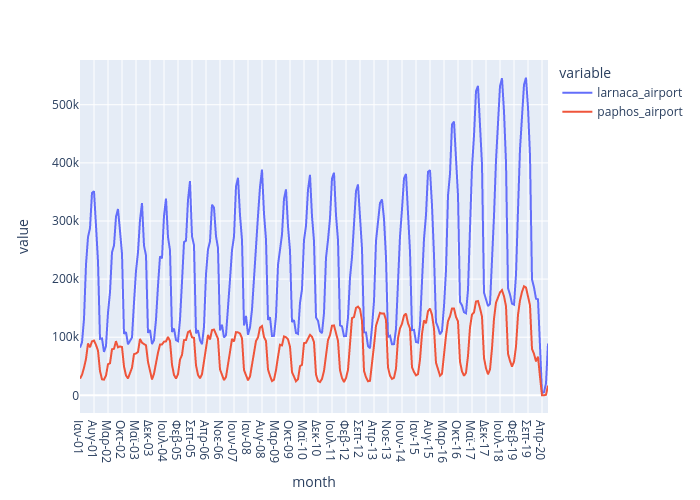 variable
larnaca_airport
paphos_airport
500k
400k
300k
200k
100k
0
value
Ιαν-01
Αυγ-01
Μαρ-02
Οκτ-02
Μαϊ-03
Δεκ-03
Ιουλ-04
Φεβ-05
Σεπ-05
Απρ-06
Νοε-06
Ιουν-07
Ιαν-08
Αυγ-08
Μαρ-09
Οκτ-09
Μαϊ-10
Δεκ-10
Ιουλ-11
Φεβ-12
Σεπ-12
Απρ-13
Νοε-13
Ιουν-14
Ιαν-15
Αυγ-15
Μαρ-16
Οκτ-16
Μαϊ-17
Δεκ-17
Ιουλ-18
Φεβ-19
Σεπ-19
Απρ-20
month